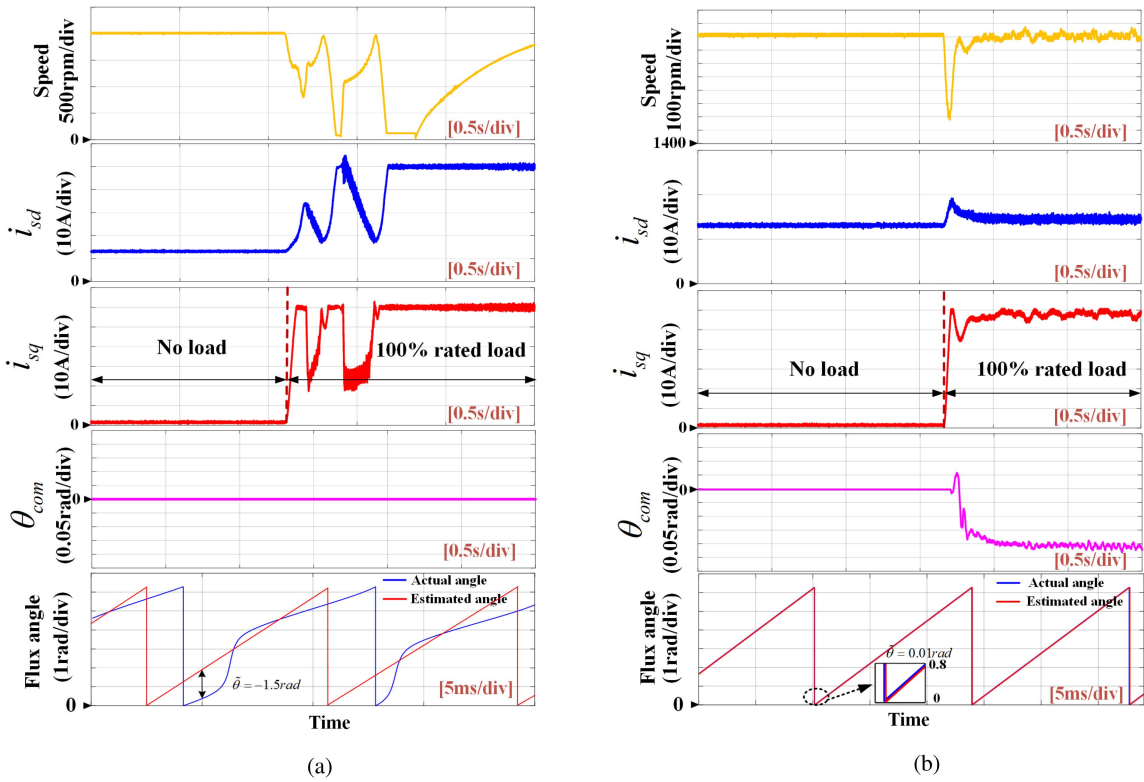 Speed
500rpm/div
0
[0.5s/div]
i_sd
(10A/div)
0
[0.5s/div]
i_sq
(10A/div)
No load
100% rated load
0
[0.5s/div]
θ_com
(0.05rad/div)
0
[0.5s/div]
Flux angle
(1rad/div)
Actual angle
Estimated angle
θ̃ = −1.5rad
0
[5ms/div]
Time
(a)
Speed
100rpm/div
1400
[0.5s/div]
i_sd
(10A/div)
0
[0.5s/div]
i_sq
(10A/div)
No load
100% rated load
0
[0.5s/div]
θ_com
(0.05rad/div)
0
[0.5s/div]
Flux angle
(1rad/div)
Actual angle
Estimated angle
θ̃ = 0.01rad
0.8
0
0
[5ms/div]
Time
(b)